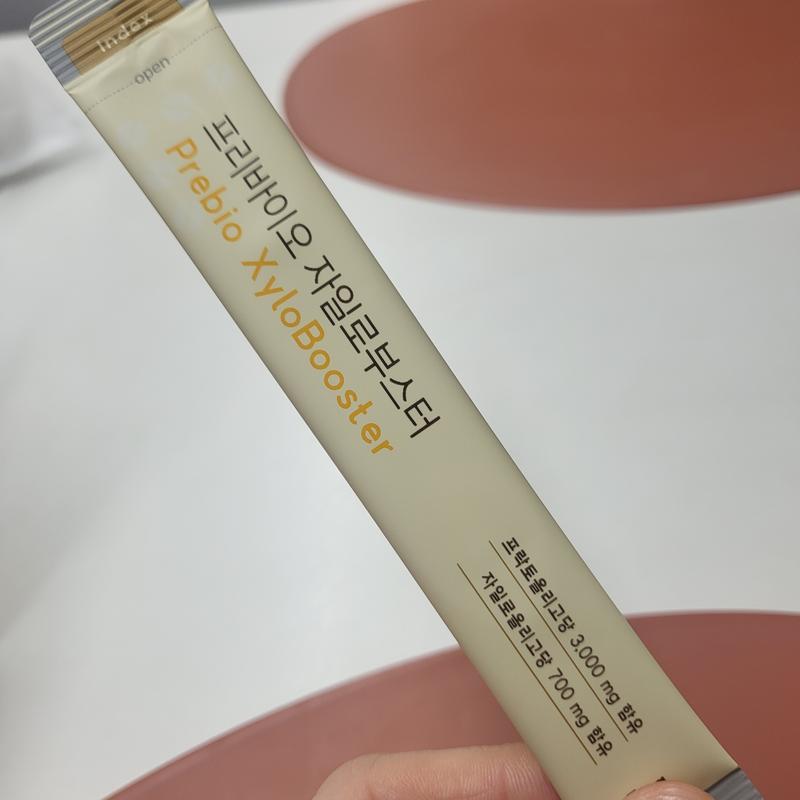 Index
open
프리바이오 자일로부스터
Prebio XyloBooster
프락토올리고당 3,000 mg 함유
자일로올리고당 700 mg 함유